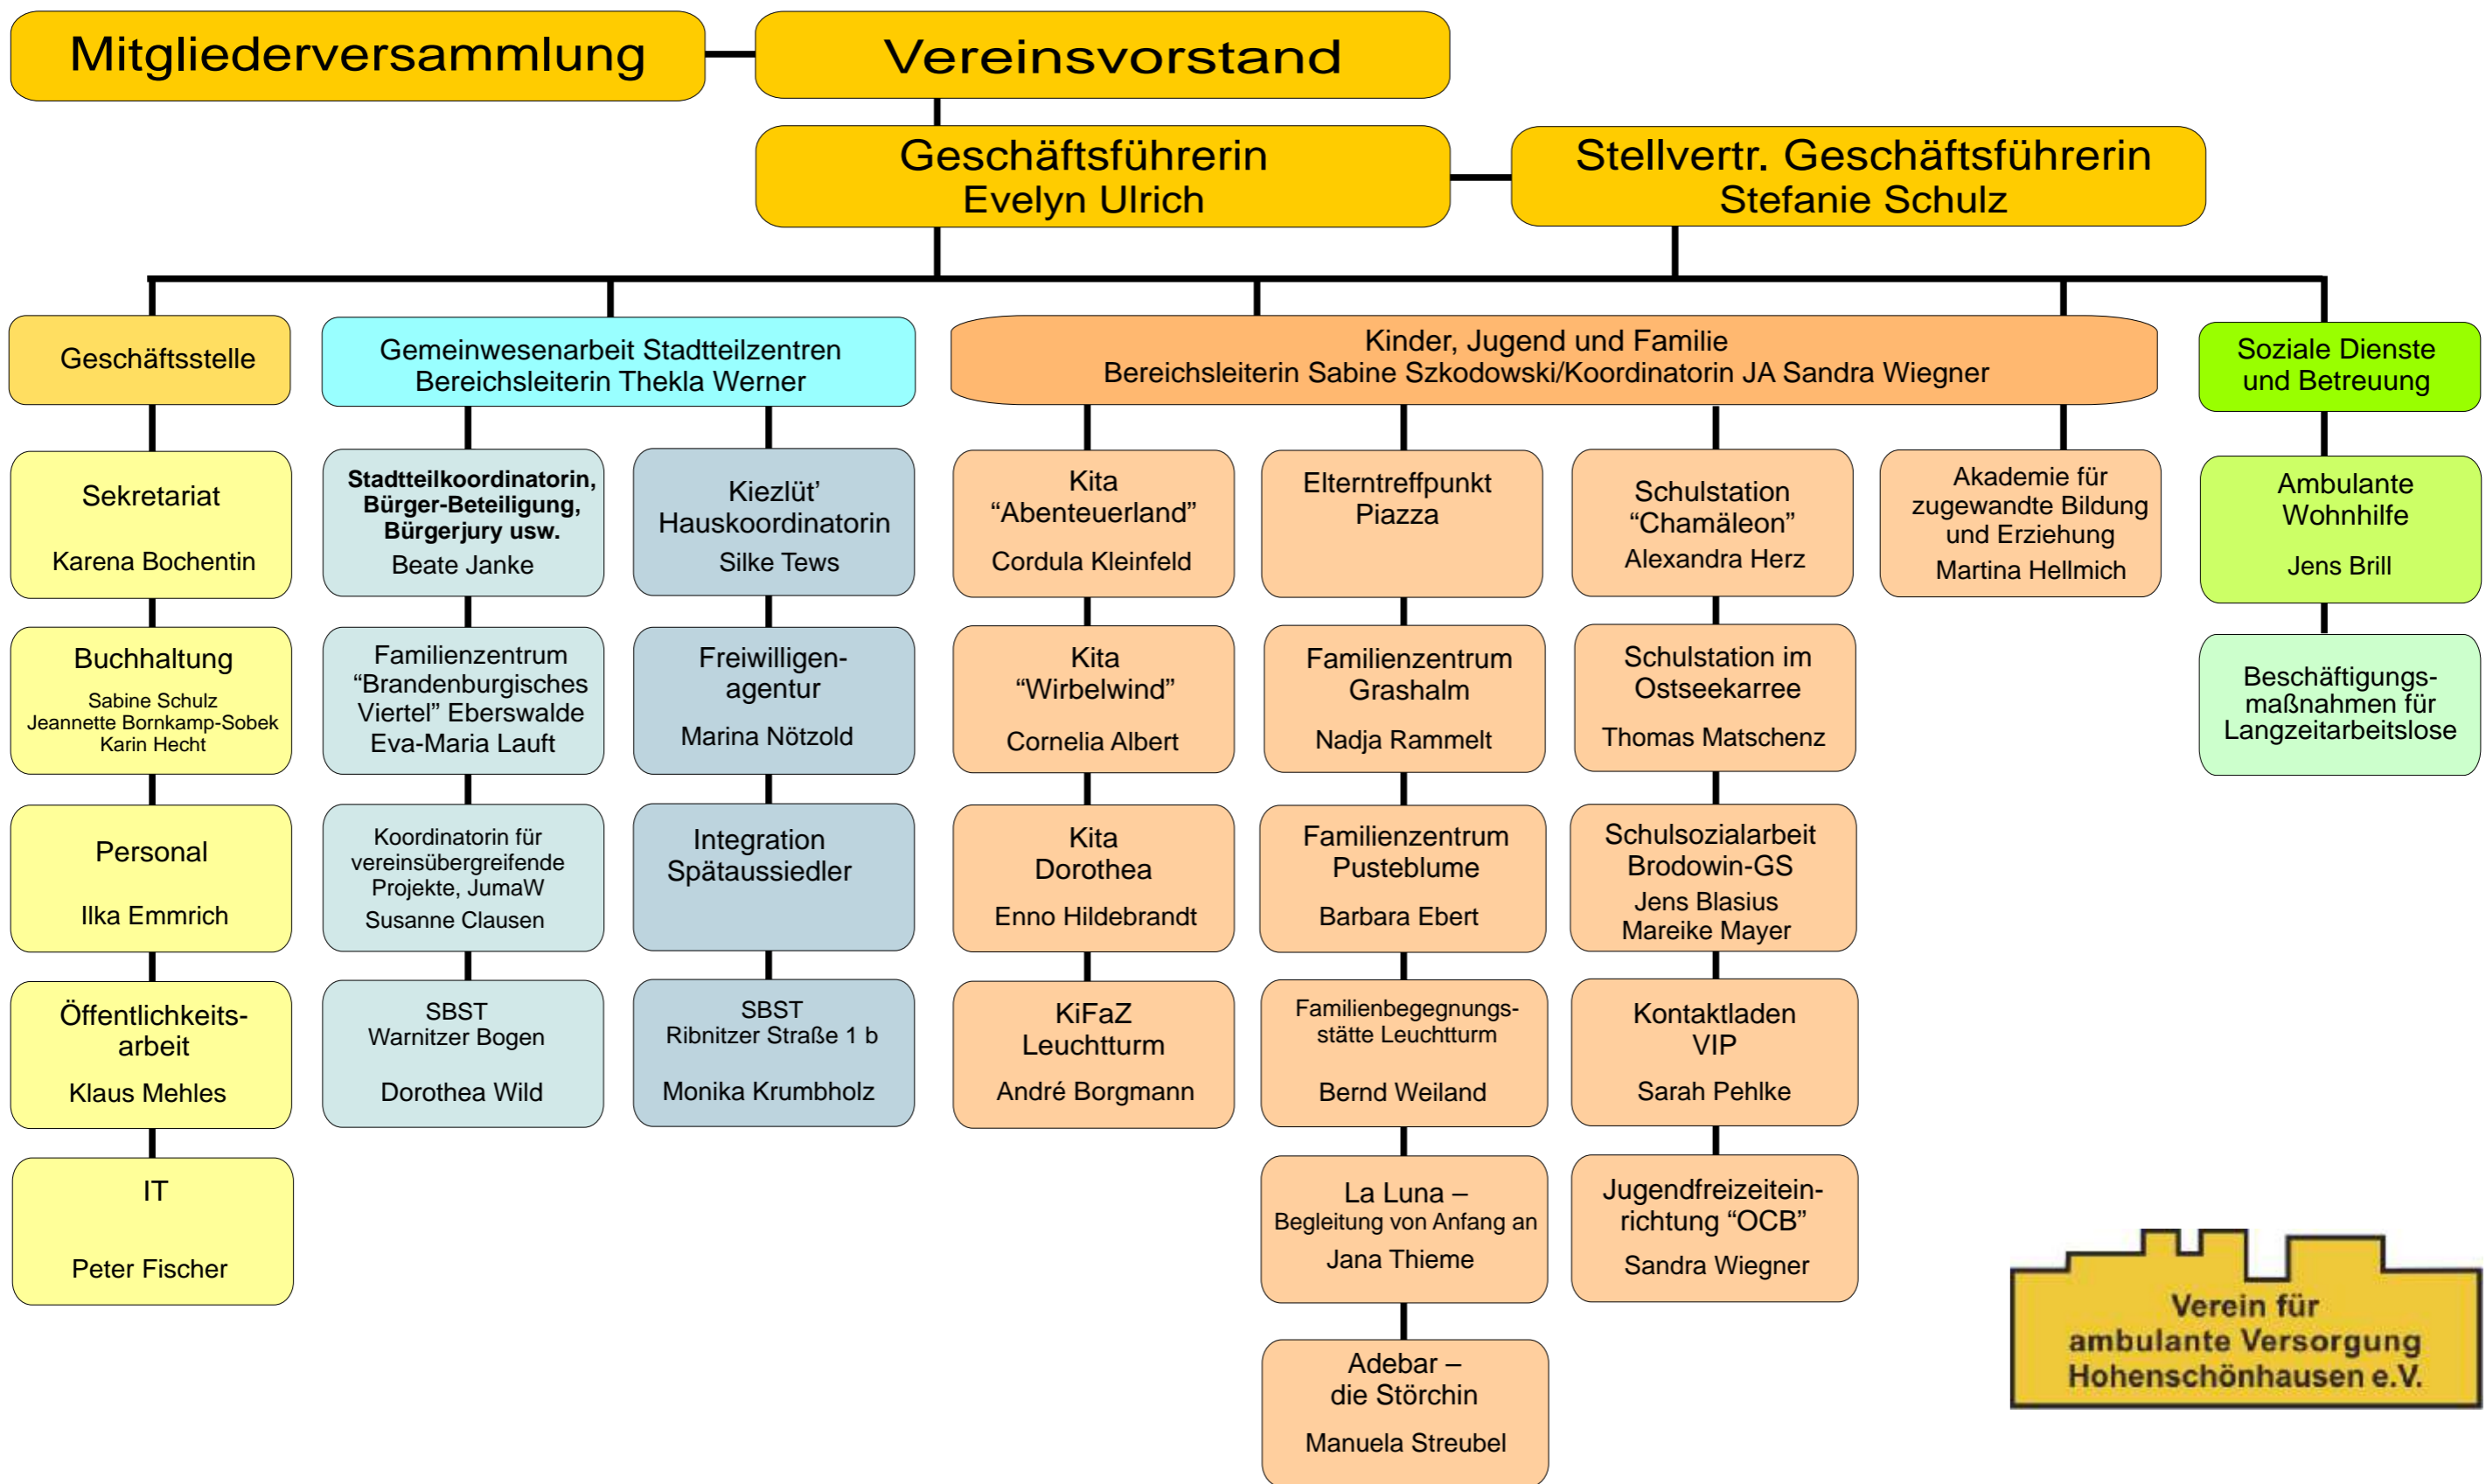 Mitgliederversammlung
Vereinsvorstand
Geschäftsführerin
Evelyn Ulrich
Stellvertr. Geschäftsführerin
Stefanie Schulz
Geschäftsstelle
Gemeinwesenarbeit Stadtteilzentren
Bereichsleiterin Thekla Werner
Kinder, Jugend und Familie
Bereichsleiterin Sabine Szkodowski/Koordinatorin JA Sandra Wiegner
Soziale Dienste
und Betreuung
Sekretariat
Karena Bochentin
Buchhaltung
Sabine Schulz
Jeannette Bornkamp-Sobek
Karin Hecht
Personal
Ilka Emmrich
Öffentlichkeits-
arbeit
Klaus Mehles
IT
Peter Fischer
Stadtteilkoordinatorin,
Bürger-Beteiligung,
Bürgerjury usw.
Beate Janke
Familienzentrum
“Brandenburgisches
Viertel” Eberswalde
Eva-Maria Lauft
Koordinatorin für
vereinsübergreifende
Projekte, JumaW
Susanne Clausen
SBST
Warnitzer Bogen
Dorothea Wild
Kiezlüt’
Hauskoordinatorin
Silke Tews
Freiwilligen-
agentur
Marina Nötzold
Integration
Spätaussiedler
SBST
Ribnitzer Straße 1 b
Monika Krumbholz
Kita
“Abenteuerland”
Cordula Kleinfeld
Kita
“Wirbelwind”
Cornelia Albert
Kita
Dorothea
Enno Hildebrandt
KiFaZ
Leuchtturm
André Borgmann
Elterntreffpunkt
Piazza
Familienzentrum
Grashalm
Nadja Rammelt
Familienzentrum
Pusteblume
Barbara Ebert
Familienbegegnungs-
stätte Leuchtturm
Bernd Weiland
La Luna –
Begleitung von Anfang an
Jana Thieme
Adebar –
die Störchin
Manuela Streubel
Schulstation
“Chamäleon”
Alexandra Herz
Schulstation im
Ostseekarree
Thomas Matschenz
Schulsozialarbeit
Brodowin-GS
Jens Blasius
Mareike Mayer
Kontaktladen
VIP
Sarah Pehlke
Jugendfreizeitein-
richtung “OCB”
Sandra Wiegner
Akademie für
zugewandte Bildung
und Erziehung
Martina Hellmich
Ambulante
Wohnhilfe
Jens Brill
Beschäftigungs-
maßnahmen für
Langzeitarbeitslose
Verein für
ambulante Versorgung
Hohenschönhausen e.V.